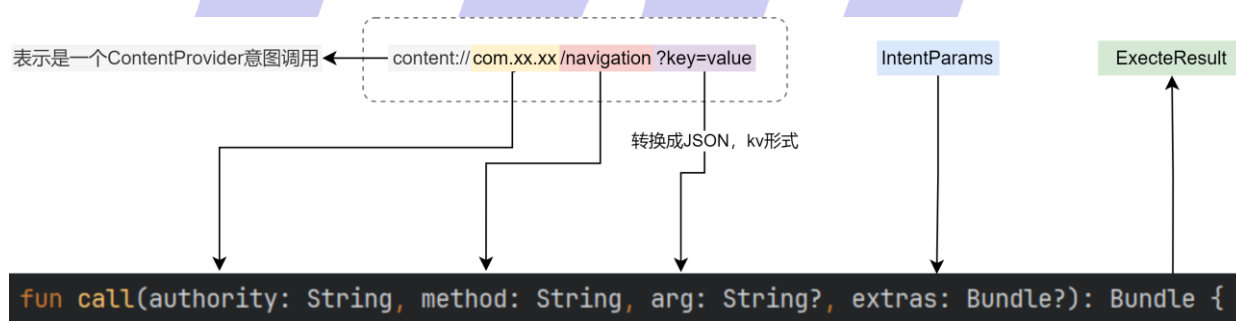 表示是一个ContentProvider意图调用
content://com.xx.xx/navigation?key=value
IntentParams
ExecteResult
转换成JSON，kv形式
fun call(authority: String, method: String, arg: String?, extras: Bundle?): Bundle {